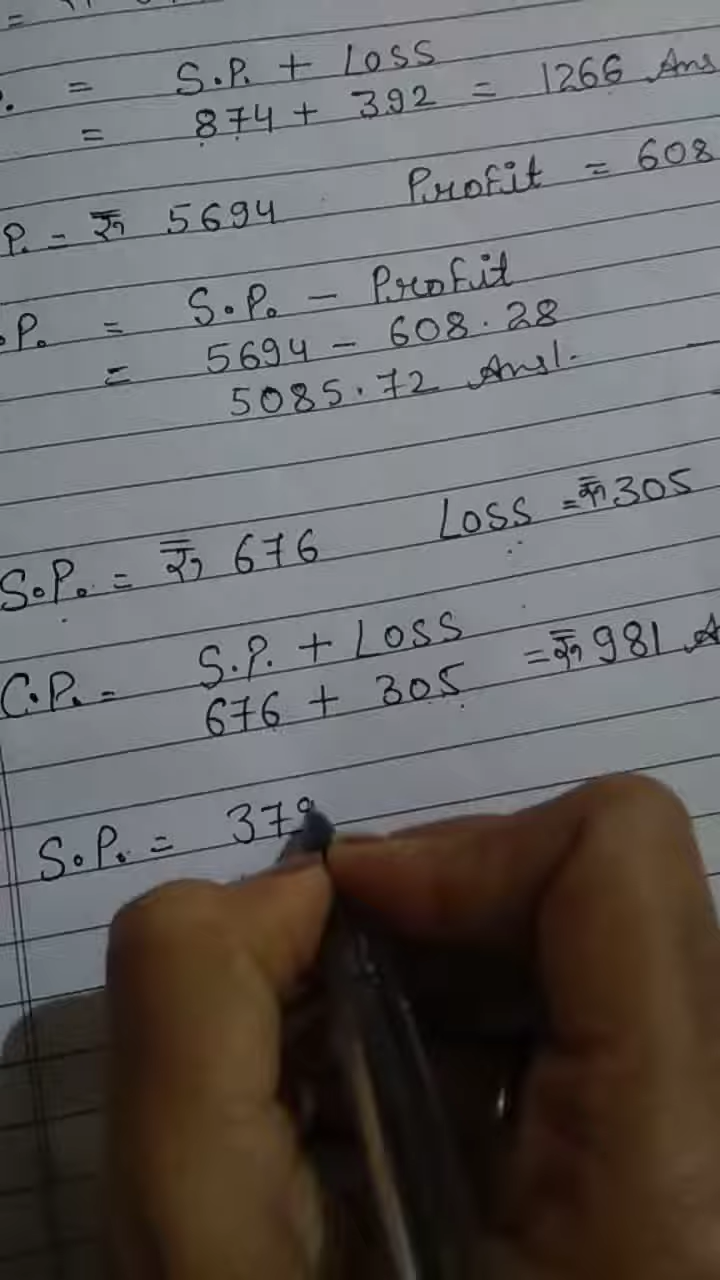 P. = S.P. + Loss
= 874 + 392 = 1266 Ans
P. = रू 5694 Profit = 608
.P. = S.P. - Profit
= 5694 - 608.28
5085.72 Ans.
S.P. = रू 676 Loss = रू 305
C.P. = S.P. + Loss
676 + 305 = रू 981 A
S.P. = 379